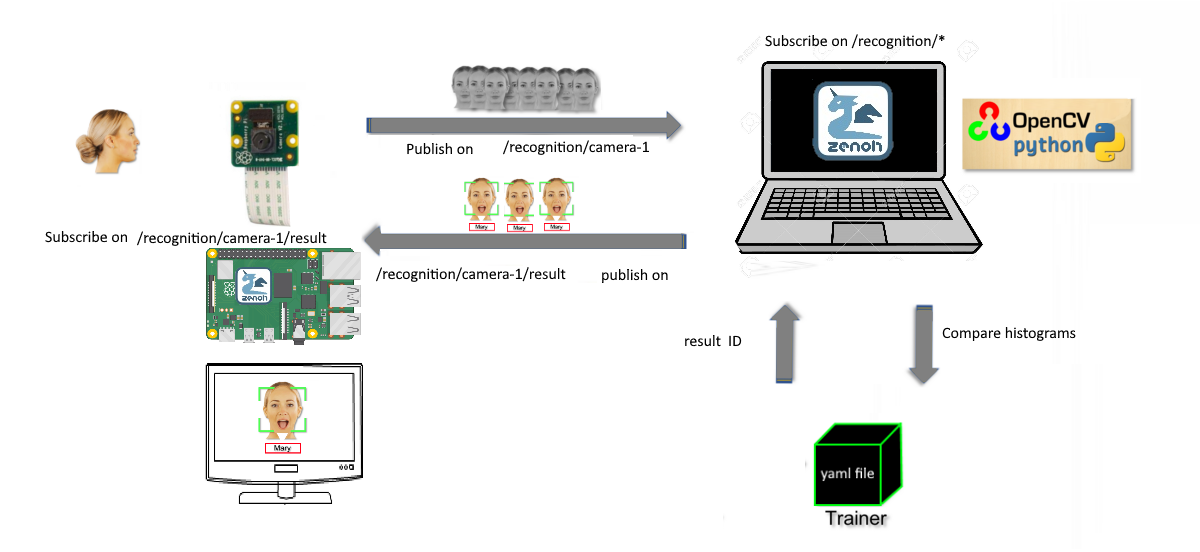 Subscribe on /recognition/*
zenoh
OpenCV
python
Publish on /recognition/camera-1
Mary
Mary
Mary
Subscribe on /recognition/camera-1/result
/recognition/camera-1/result publish on
zenoh
result ID
Compare histograms
Mary
yaml file
Trainer